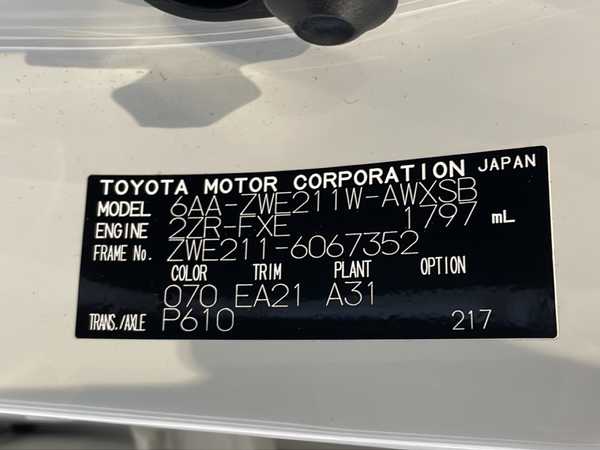 TOYOTA MOTOR CORPORATION JAPAN
MODEL 6AA-ZWE211W-AWXSB
ENGINE 2ZR-FXE 1797 mL
FRAME No. ZWE211-6067352
COLOR TRIM PLANT OPTION
070 EA21 A31
TRANS./AXLE P610 217